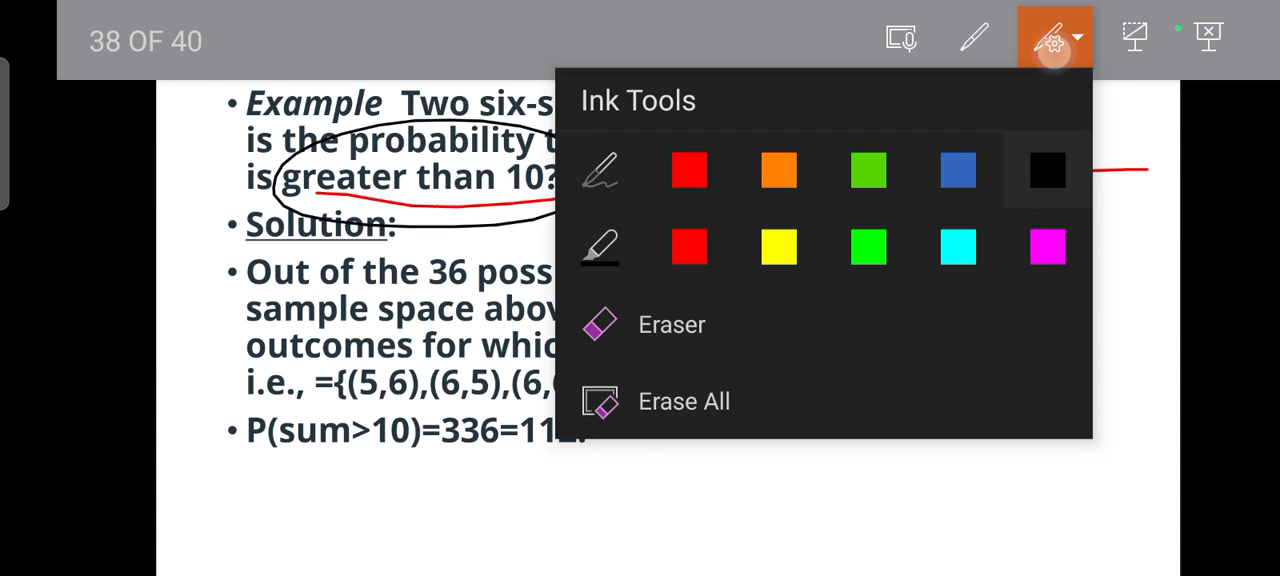 38 OF 40
• Example Two six-s
is the probability
is greater than 10?
• Solution:
• Out of the 36 poss
sample space abov
outcomes for whic
i.e., ={(5,6),(6,5),(6,
• P(sum>10)=336=112.
Ink Tools
Eraser
Erase All